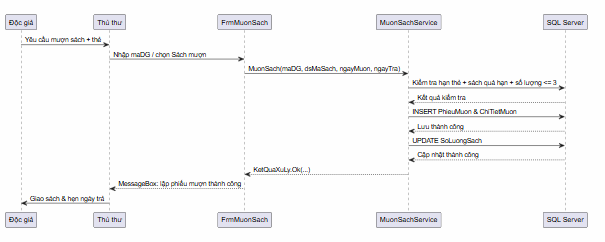 Độc giả Thủ thư FrmMuonSach MuonSachService SQL Server
Yêu cầu mượn sách + thẻ
Nhập maDG / chọn Sách mượn
MuonSach(maDG, dsMaSach, ngayMuon, ngayTra)
Kiểm tra hạn thẻ + sách quá hạn + số lượng <= 3
Kết quả kiểm tra
INSERT PhieuMuon & ChiTietMuon
Lưu thành công
UPDATE SoLuongSach
Cập nhật thành công
KetQuaXuLy.Ok(...)
MessageBox: lập phiếu mượn thành công
Giao sách & hẹn ngày trả
Độc giả Thủ thư FrmMuonSach MuonSachService SQL Server